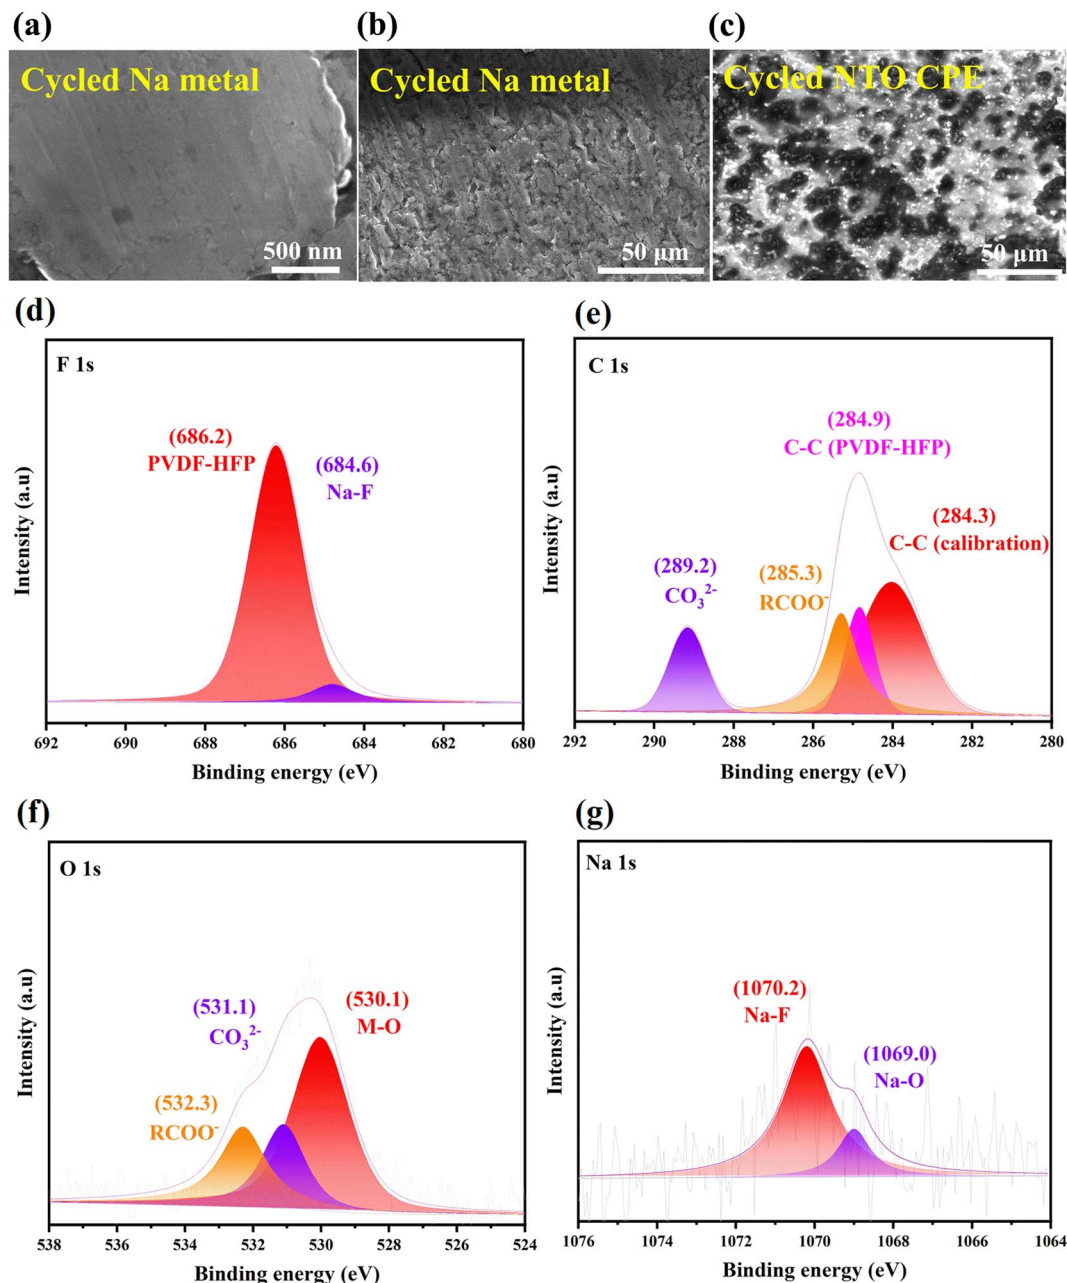 (a)
Cycled Na metal
500 nm
(b)
Cycled Na metal
50 μm
(c)
Cycled NTO CPE
50 μm
(d)
F 1s
(686.2)
PVDF-HFP
(684.6)
Na-F
Intensity (a.u)
692 690 688 686 684 682 680
Binding energy (eV)
(e)
C 1s
(284.9)
C-C (PVDF-HFP)
(284.3)
C-C (calibration)
(289.2)
CO₃²⁻
(285.3)
RCOO⁻
Intensity (a.u)
292 290 288 286 284 282 280
Binding energy (eV)
(f)
O 1s
(531.1)
CO₃²⁻
(530.1)
M-O
(532.3)
RCOO⁻
Intensity (a.u)
538 536 534 532 530 528 526 524
Binding energy (eV)
(g)
Na 1s
(1070.2)
Na-F
(1069.0)
Na-O
Intensity (a.u)
1076 1074 1072 1070 1068 1066 1064
Binding energy (eV)